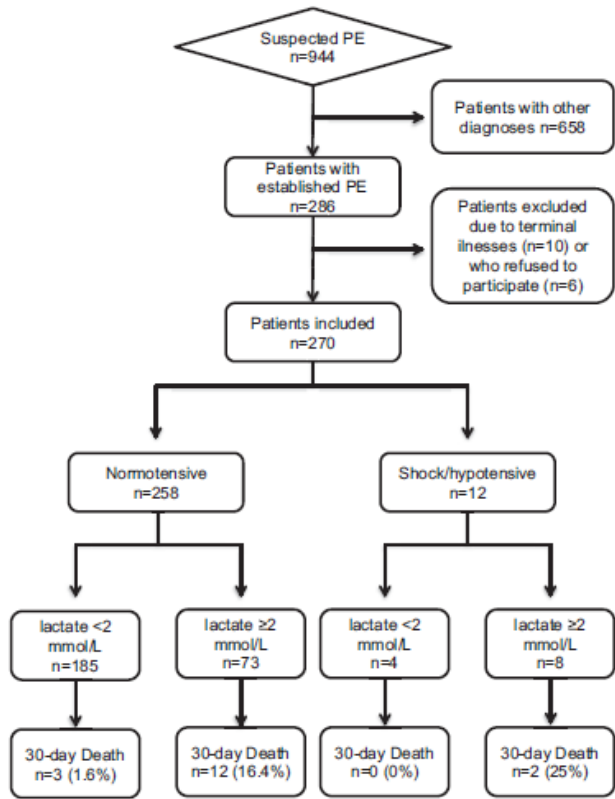 Suspected PE
n=944
Patients with other
diagnoses n=658
Patients with
established PE
n=286
Patients excluded
due to terminal
ilnesses (n=10) or
who refused to
participate (n=6)
Patients included
n=270
Normotensive
n=258
Shock/hypotensive
n=12
lactate <2
mmol/L
n=185
lactate ≥2
mmol/L
n=73
lactate <2
mmol/L
n=4
lactate ≥2
mmol/L
n=8
30-day Death
n=3 (1.6%)
30-day Death
n=12 (16.4%)
30-day Death
n=0 (0%)
30-day Death
n=2 (25%)